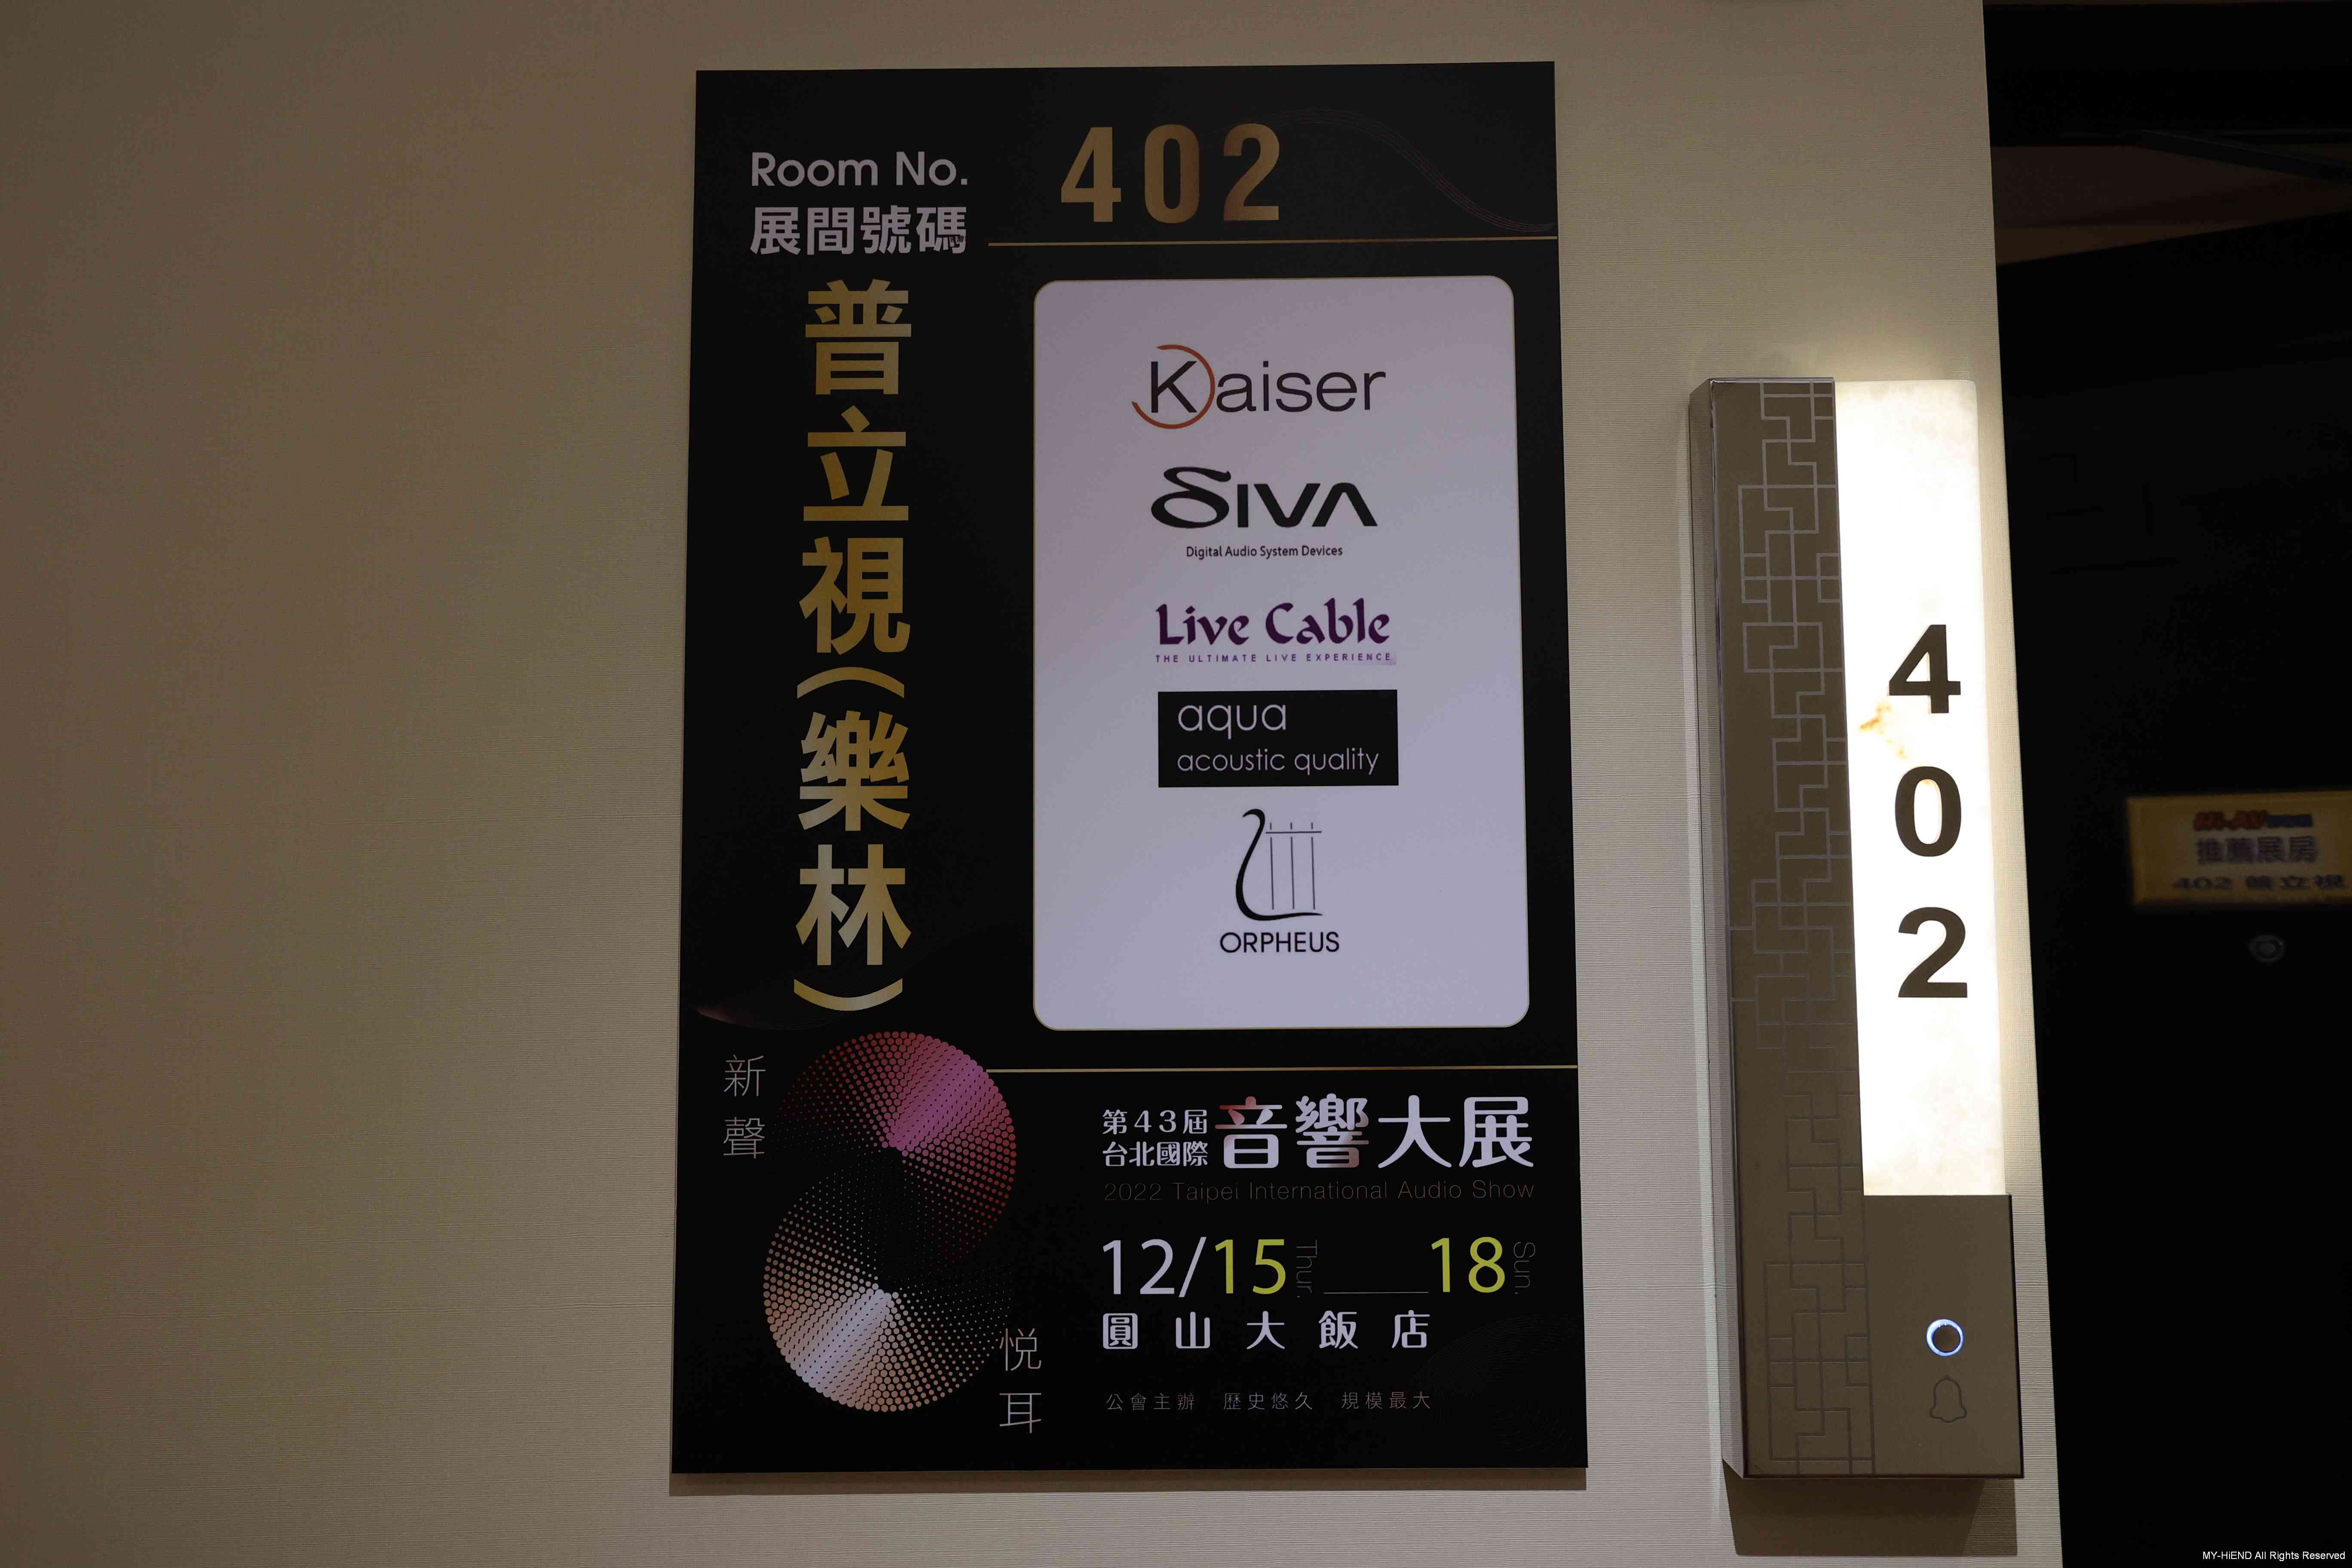 Room No.
展間號碼
402
普立視(樂林)
Kaiser
SIVA
Digital Audio System Devices
Live Cable
THE ULTIMATE LIVE EXPERIENCE
aqua
acoustic quality
ORPHEUS
新聲
悅耳
第43屆
台北國際
音響大展
2022 Taipei International Audio Show
12/15 Thur. 18 Sun.
圓山大飯店
公會主辦 歷史悠久 規模最大
402
推薦展房
402 普立視
MY-HiEND All Rights Reserved